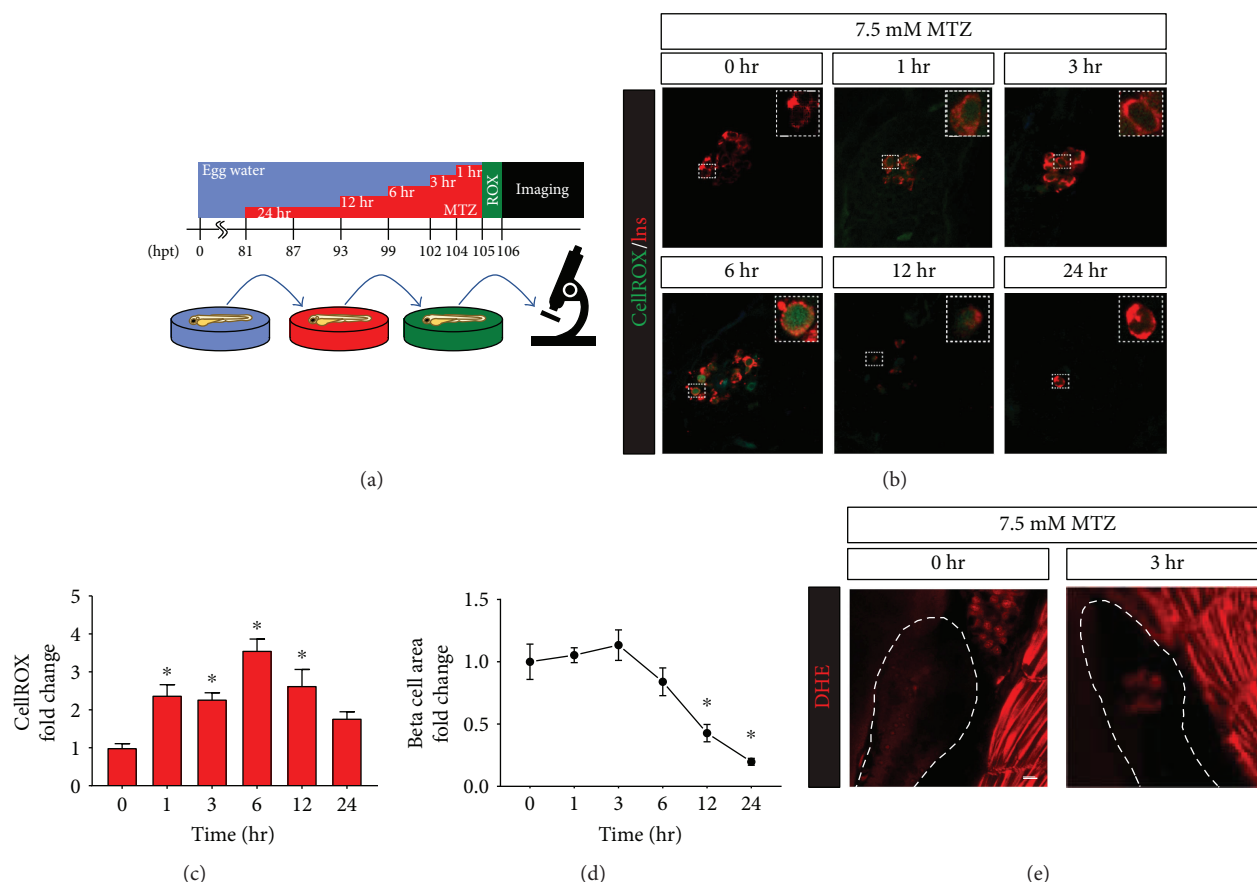 Egg water
1 hr
3 hr
6 hr
12 hr
24 hr
MTZ
ROX
Imaging
(hpt)
0 81 87 93 99 102 104 105 106
(a)
7.5 mM MTZ
0 hr 1 hr 3 hr
6 hr 12 hr 24 hr
CellROX/Ins
(b)
CellROX
fold change
5
4
3
2
1
0
* * * *
0 1 3 6 12 24
Time (hr)
(c)
Beta cell area
fold change
1.5
1.0
0.5
0.0
* *
0 1 3 6 12 24
Time (hr)
(d)
7.5 mM MTZ
0 hr 3 hr
DHE
(e)